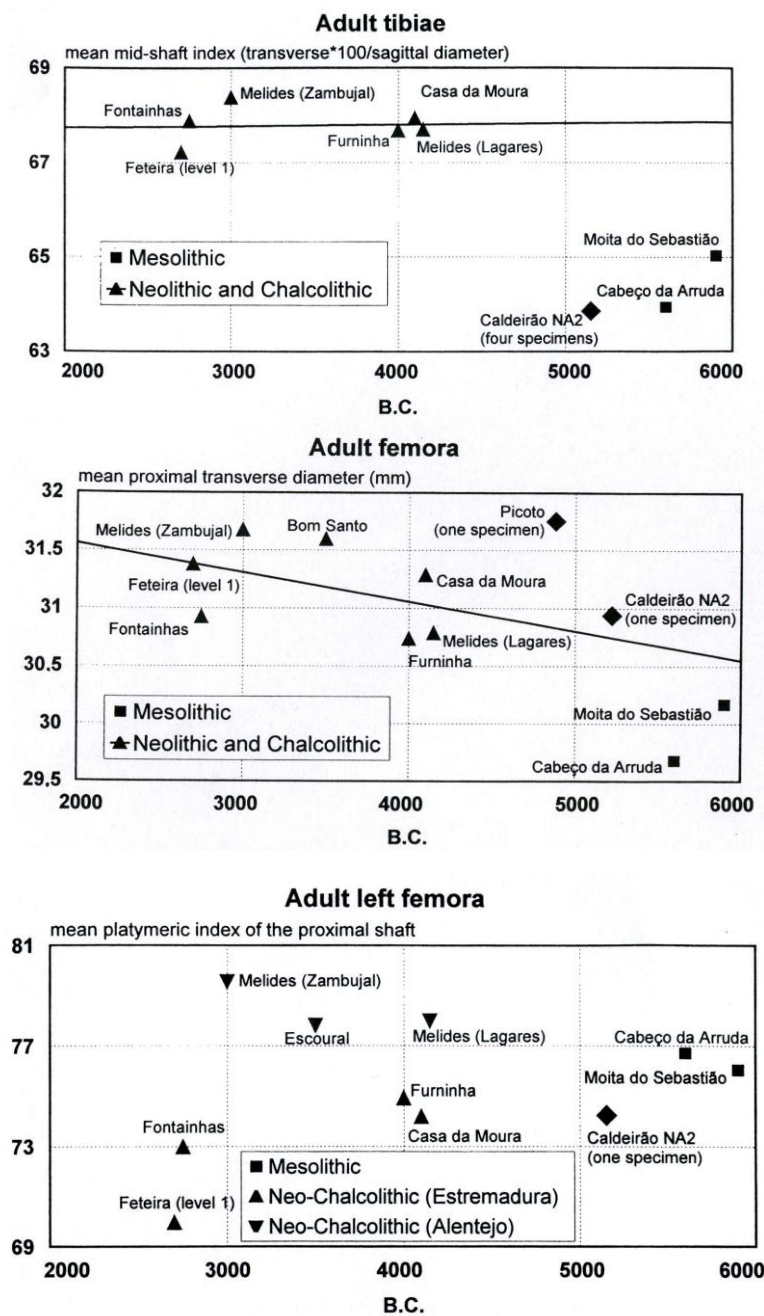 Adult tibiae
mean mid-shaft index (transverse*100/sagittal diameter)
69
Melides (Zambujal)
Casa da Moura
Fontainhas
67
Furninha
Melides (Lagares)
Feteira (level 1)
Moita do Sebastião
65
Mesolithic
Cabeço da Arruda
Neolithic and Chalcolithic
Caldeirão NA2
(four specimens)
63
2000 3000 4000 5000 6000
B.C.
Adult femora
mean proximal transverse diameter (mm)
32
Picoto
(one specimen)
Melides (Zambujal)
Bom Santo
31.5
Feteira (level 1)
Casa da Moura
31
Caldeirão NA2
(one specimen)
Fontainhas
Melides (Lagares)
Furninha
30.5
Mesolithic
Moita do Sebastião
30
Neolithic and Chalcolithic
Cabeço da Arruda
29.5
2000 3000 4000 5000 6000
B.C.
Adult left femora
mean platymeric index of the proximal shaft
81
Melides (Zambujal)
Escoural
Melides (Lagares)
Cabeço da Arruda
77
Moita do Sebastião
Furninha
Fontainhas
Casa da Moura
Caldeirão NA2
(one specimen)
73
Mesolithic
Feteira (level 1)
Neo-Chalcolithic (Estremadura)
Neo-Chalcolithic (Alentejo)
69
2000 3000 4000 5000 6000
B.C.